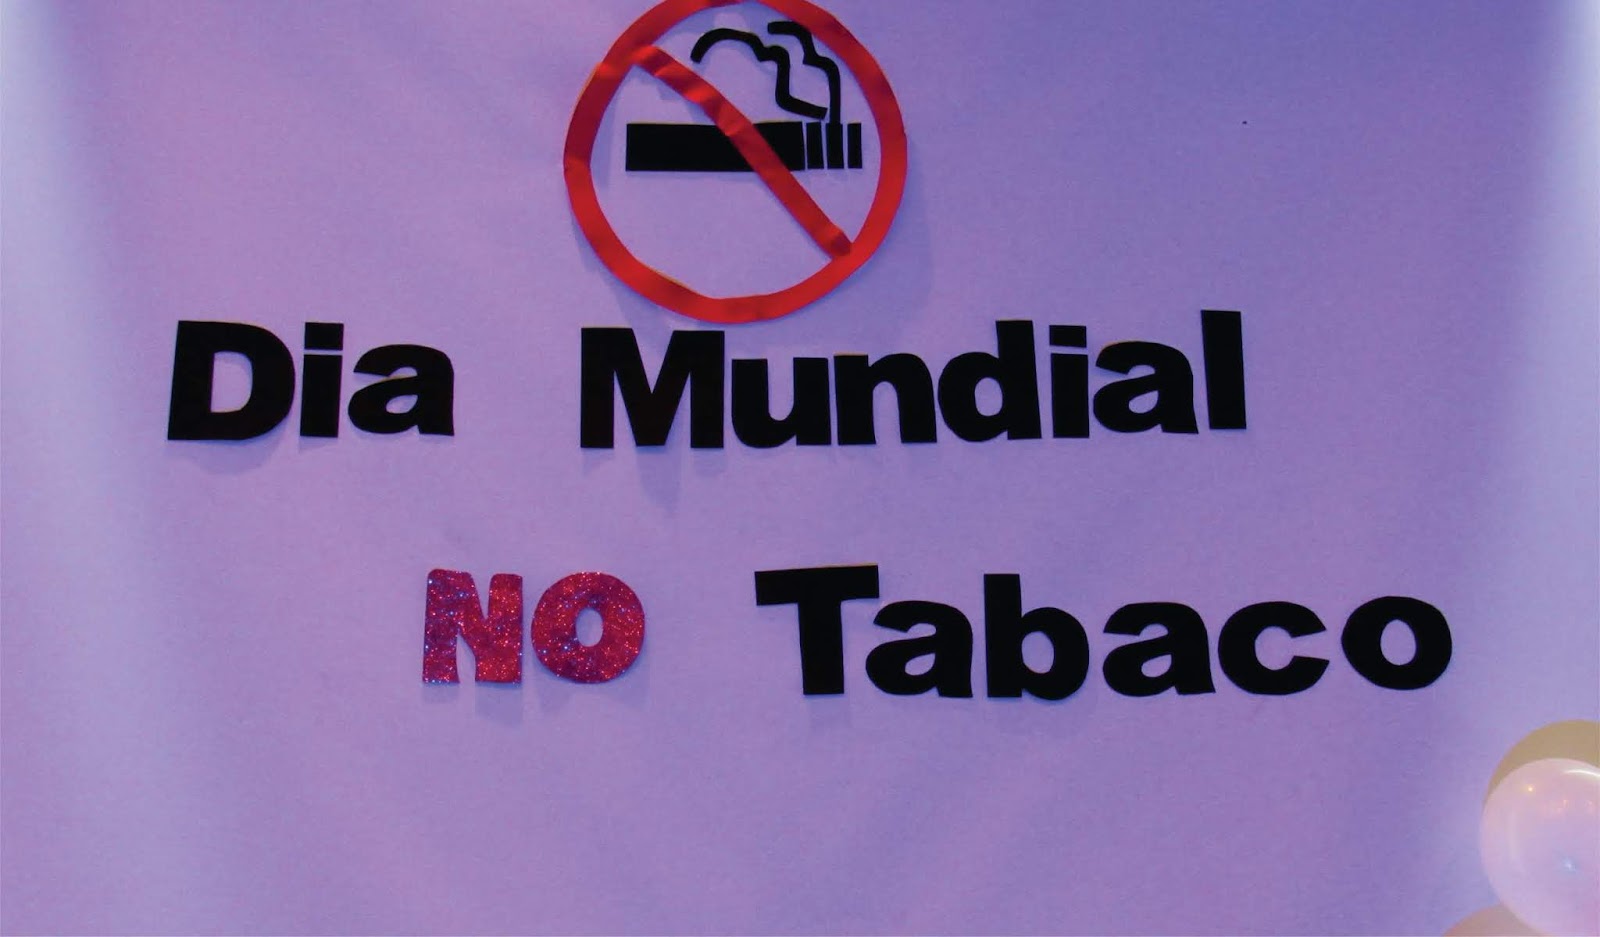 Dia Mundial
NO Tabaco